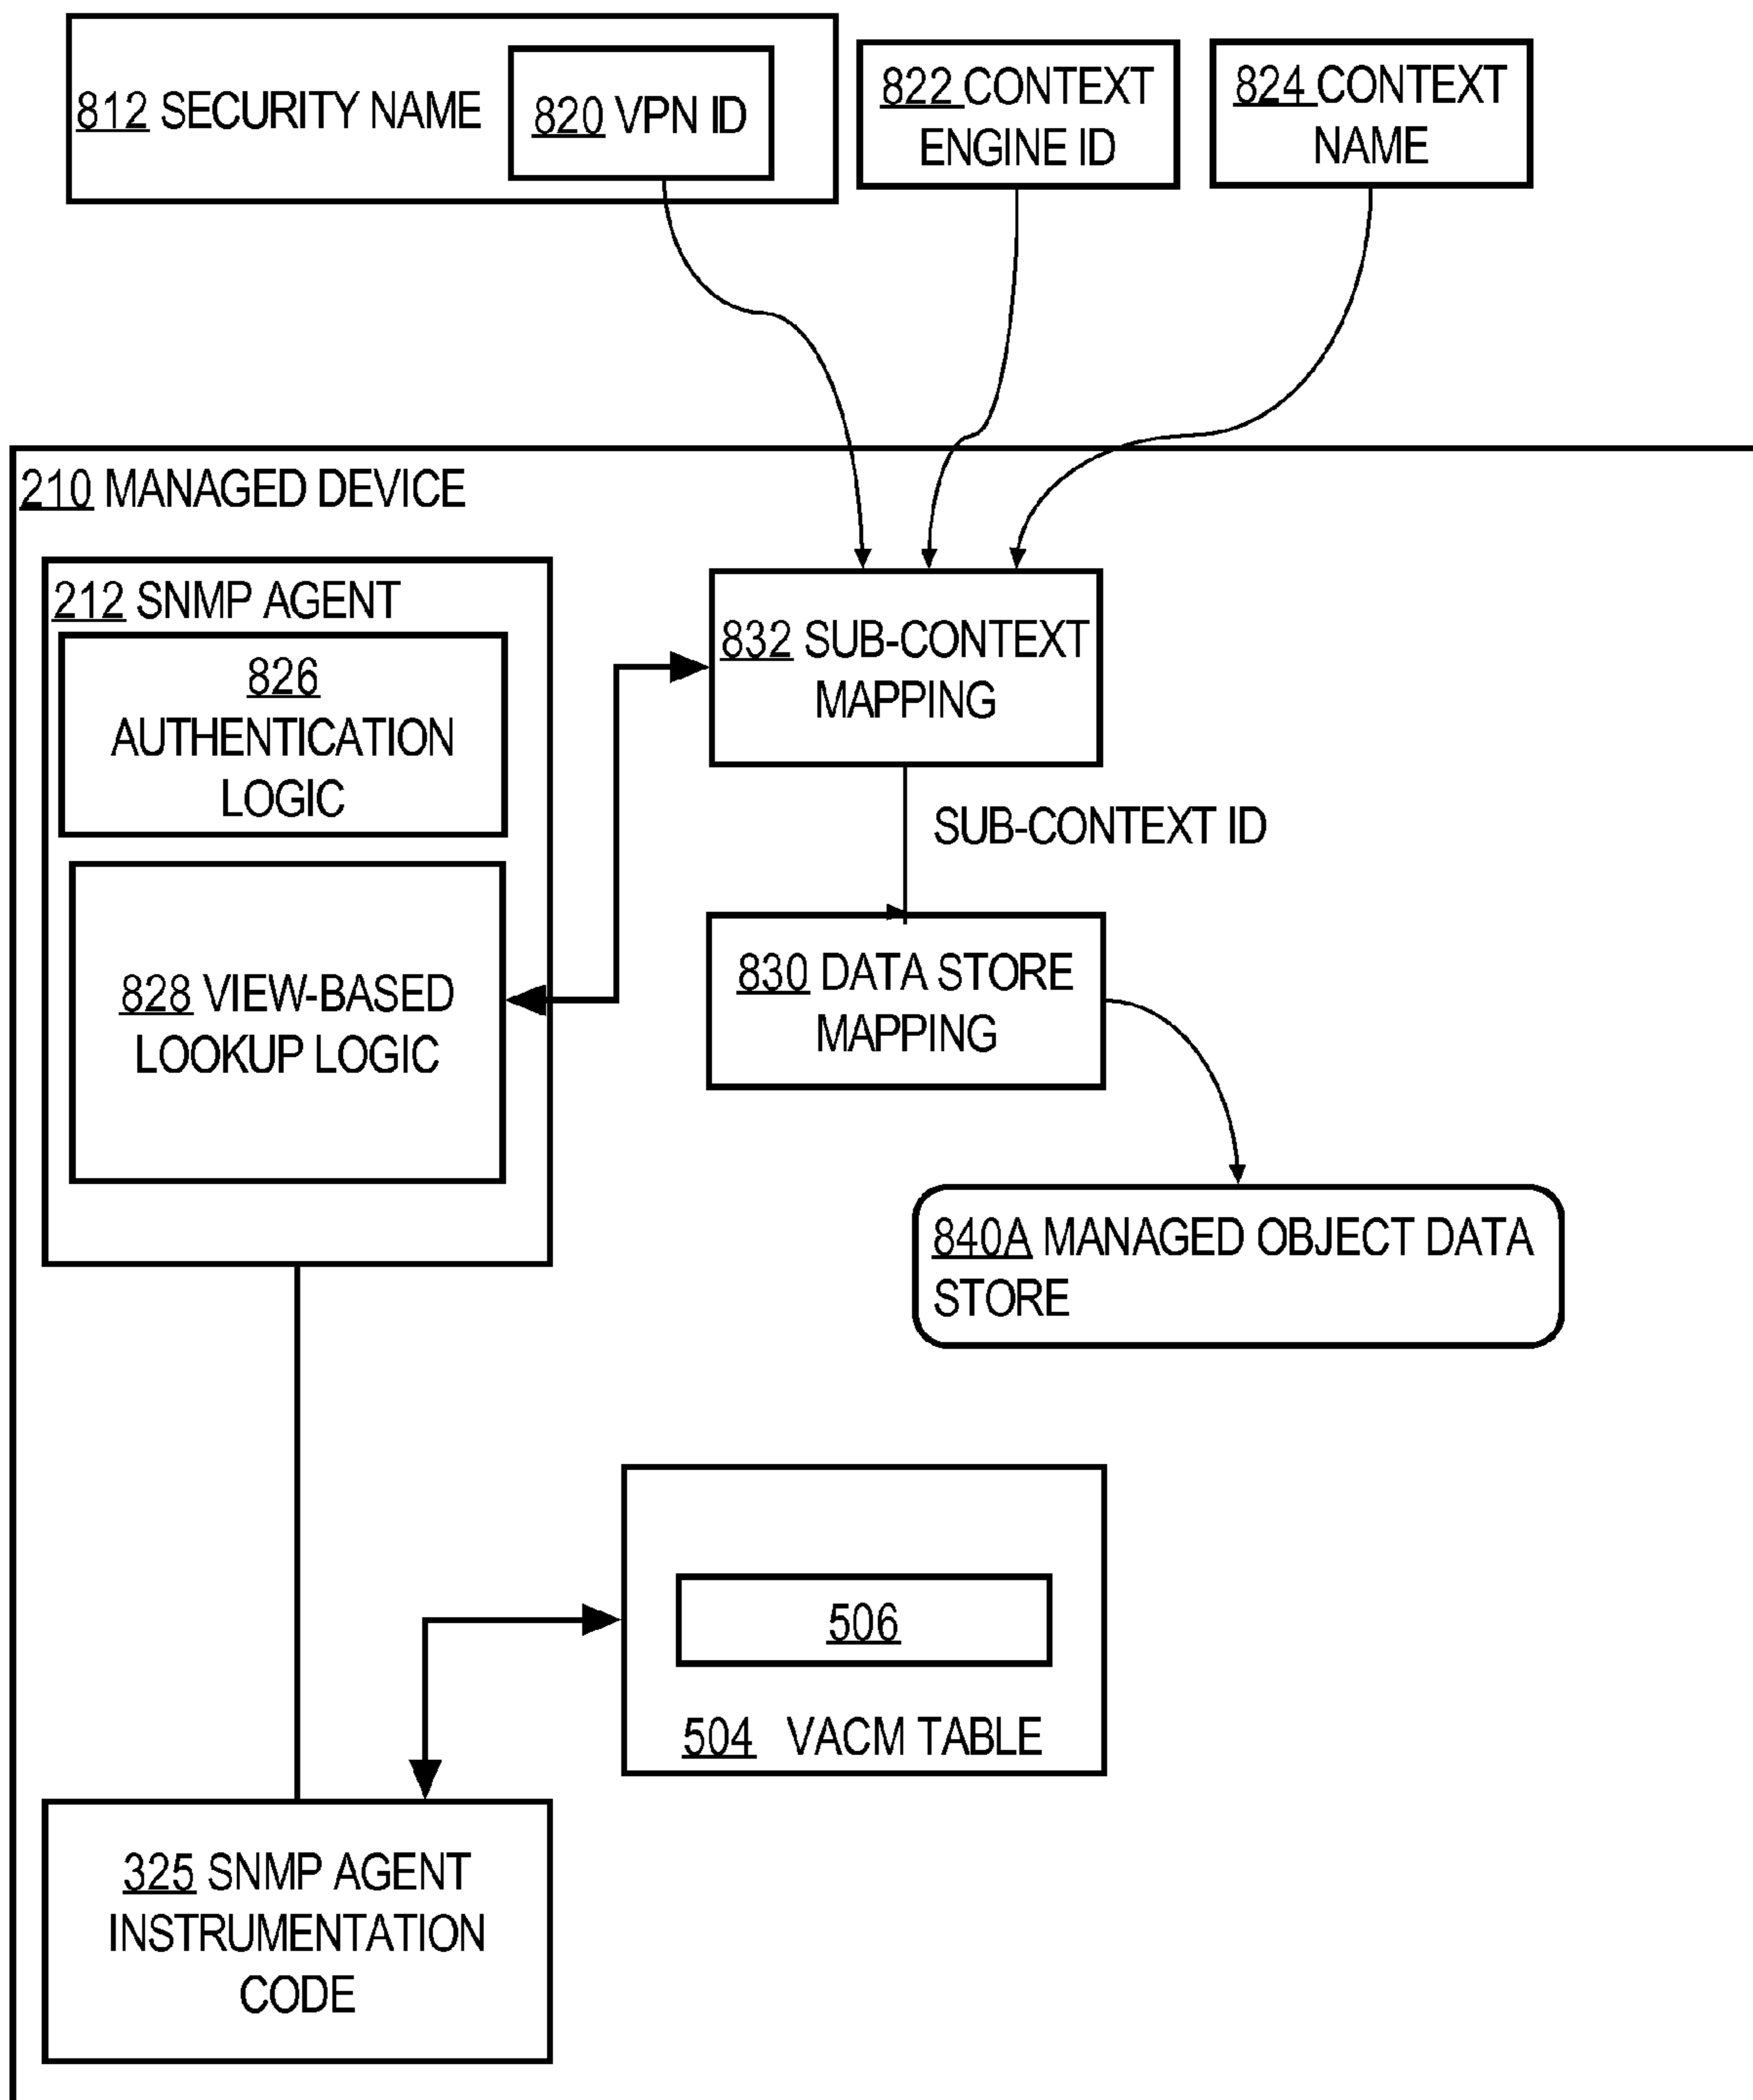 812 SECURITY NAME
820 VPN ID
822 CONTEXT
ENGINE ID
824 CONTEXT
NAME
210 MANAGED DEVICE
212 SNMP AGENT
826
AUTHENTICATION
LOGIC
828 VIEW-BASED
LOOKUP LOGIC
832 SUB-CONTEXT
MAPPING
SUB-CONTEXT ID
830 DATA STORE
MAPPING
840A MANAGED OBJECT DATA
STORE
506
504 VACM TABLE
325 SNMP AGENT
INSTRUMENTATION
CODE